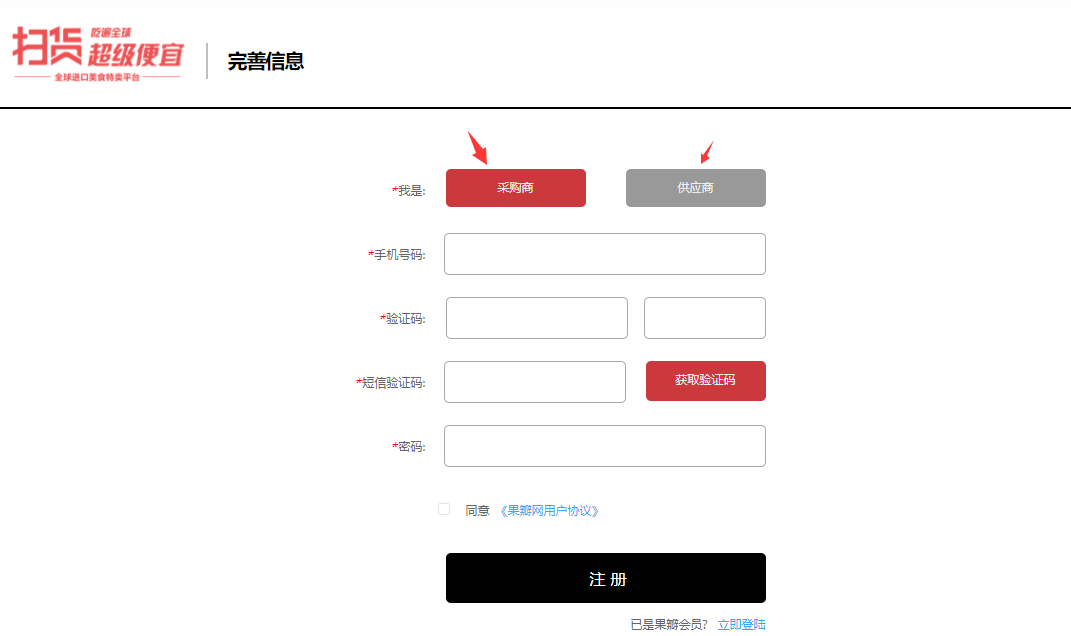 扫货
吃遍全球
超级便宜
全球进口美食特卖平台
完善信息
*我是:
采购商
供应商
*手机号码:
*验证码:
*短信验证码:
获取验证码
*密码:
同意 《果瓣网用户协议》
注 册
已是果瓣会员? 立即登陆